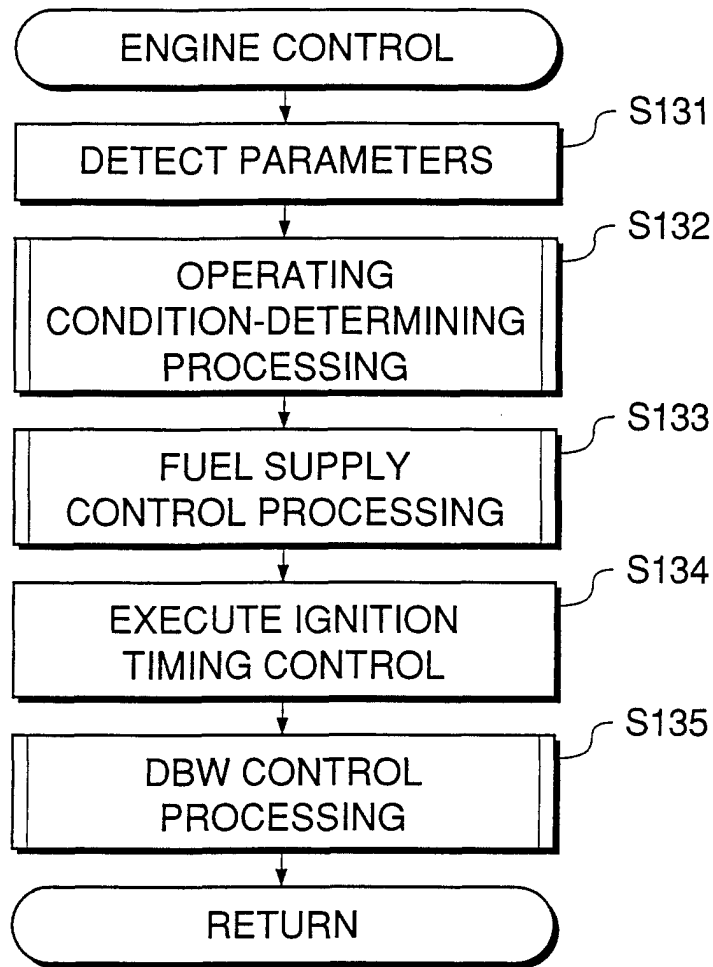 ENGINE CONTROL
S131
DETECT PARAMETERS
S132
OPERATING
CONDITION-DETERMINING
PROCESSING
S133
FUEL SUPPLY
CONTROL PROCESSING
S134
EXECUTE IGNITION
TIMING CONTROL
S135
DBW CONTROL
PROCESSING
RETURN